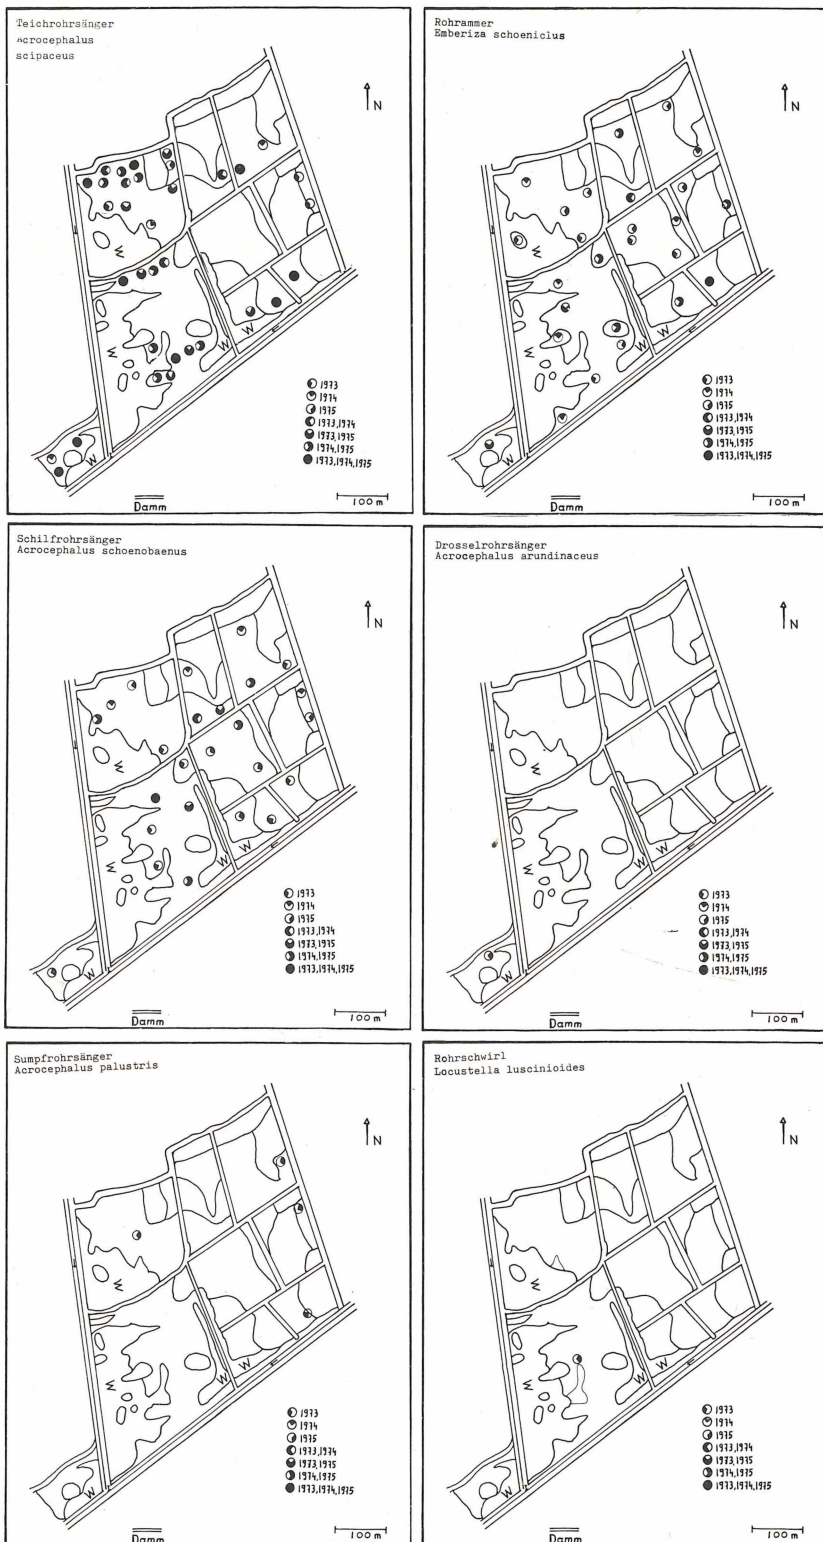 Teichrohrsänger
Acrocephalus
scipaceus
N
W
W
W
W
W
1973
1974
1975
1973,1974
1973,1975
1974,1975
1973,1974,1975
Damm
100 m
Rohrammer
Emberiza schoeniclus
N
W
W
W
W
W
1973
1974
1975
1973,1974
1973,1975
1974,1975
1973,1974,1975
Damm
100 m
Schilfrohrsänger
Acrocephalus schoenobaenus
N
W
W
W
W
W
1973
1974
1975
1973,1974
1973,1975
1974,1975
1973,1974,1975
Damm
100 m
Drosselrohrsänger
Acrocephalus arundinaceus
N
W
W
W
W
W
1973
1974
1975
1973,1974
1973,1975
1974,1975
1973,1974,1975
Damm
100 m
Sumpfrohrsänger
Acrocephalus palustris
N
W
W
W
W
W
1973
1974
1975
1973,1974
1973,1975
1974,1975
1973,1974,1975
Damm
100 m
Rohrschwirl
Locustella luscinioides
N
W
W
W
W
W
1973
1974
1975
1973,1974
1973,1975
1974,1975
1973,1974,1975
Damm
100 m